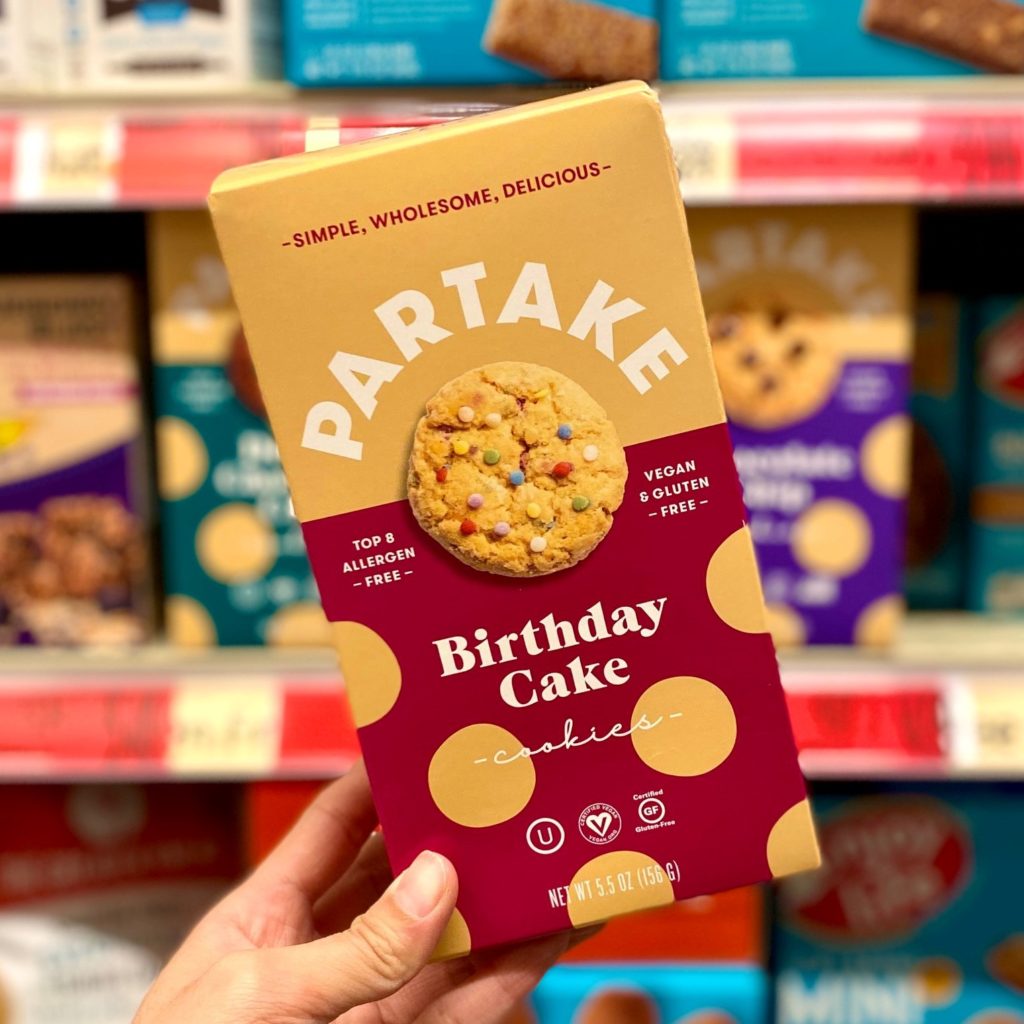 -SIMPLE, WHOLESOME, DELICIOUS-
PARTAKE
VEGAN
& GLUTEN
- FREE -
TOP 8
ALLERGEN
- FREE -
Birthday
Cake
-cookies-
U
CERTIFIED VEGAN
VEGAN.ORG
Certified
GF
Gluten-Free
NET WT 5.5 OZ (156 G)
MINI